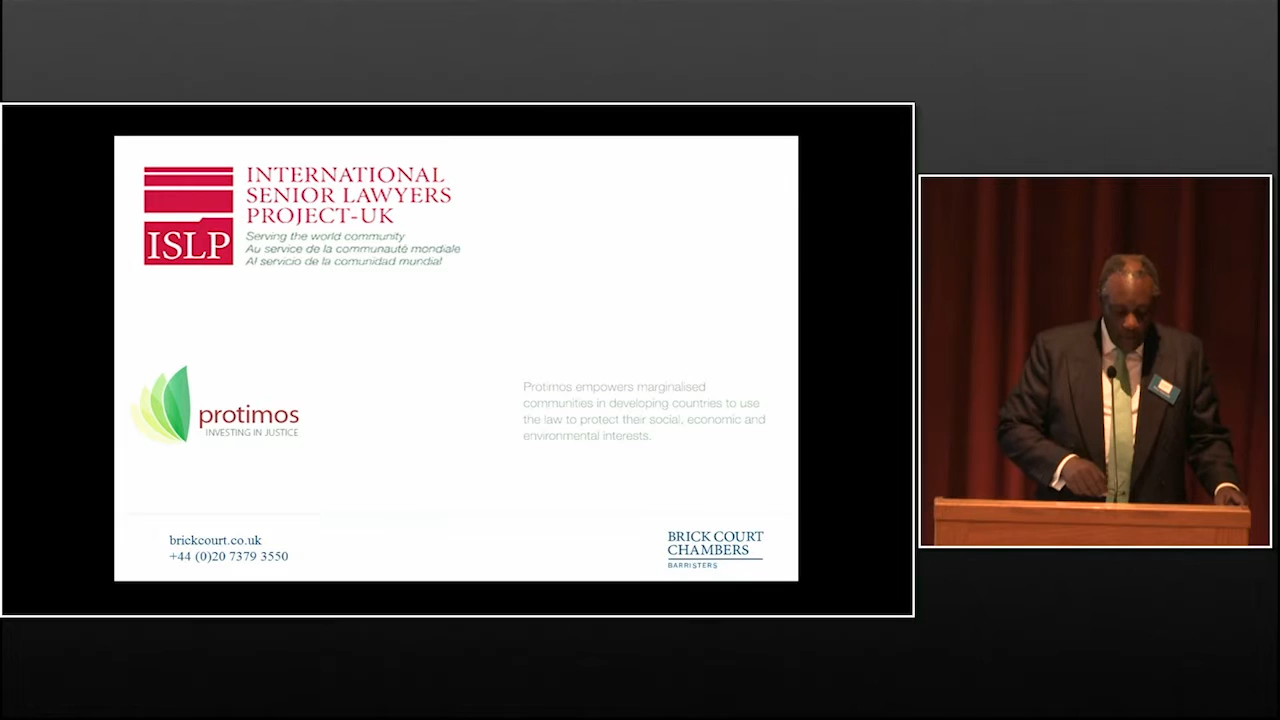 INTERNATIONAL
SENIOR LAWYERS
PROJECT-UK
ISLP
Serving the world community
Au service de la communauté mondiale
Al servicio de la comunidad mundial
protimos
INVESTING IN JUSTICE
Protimos empowers marginalised
communities in developing countries to use
the law to protect their social, economic and
environmental interests.
brickcourt.co.uk
+44 (0)20 7379 3550
BRICK COURT
CHAMBERS
BARRISTERS